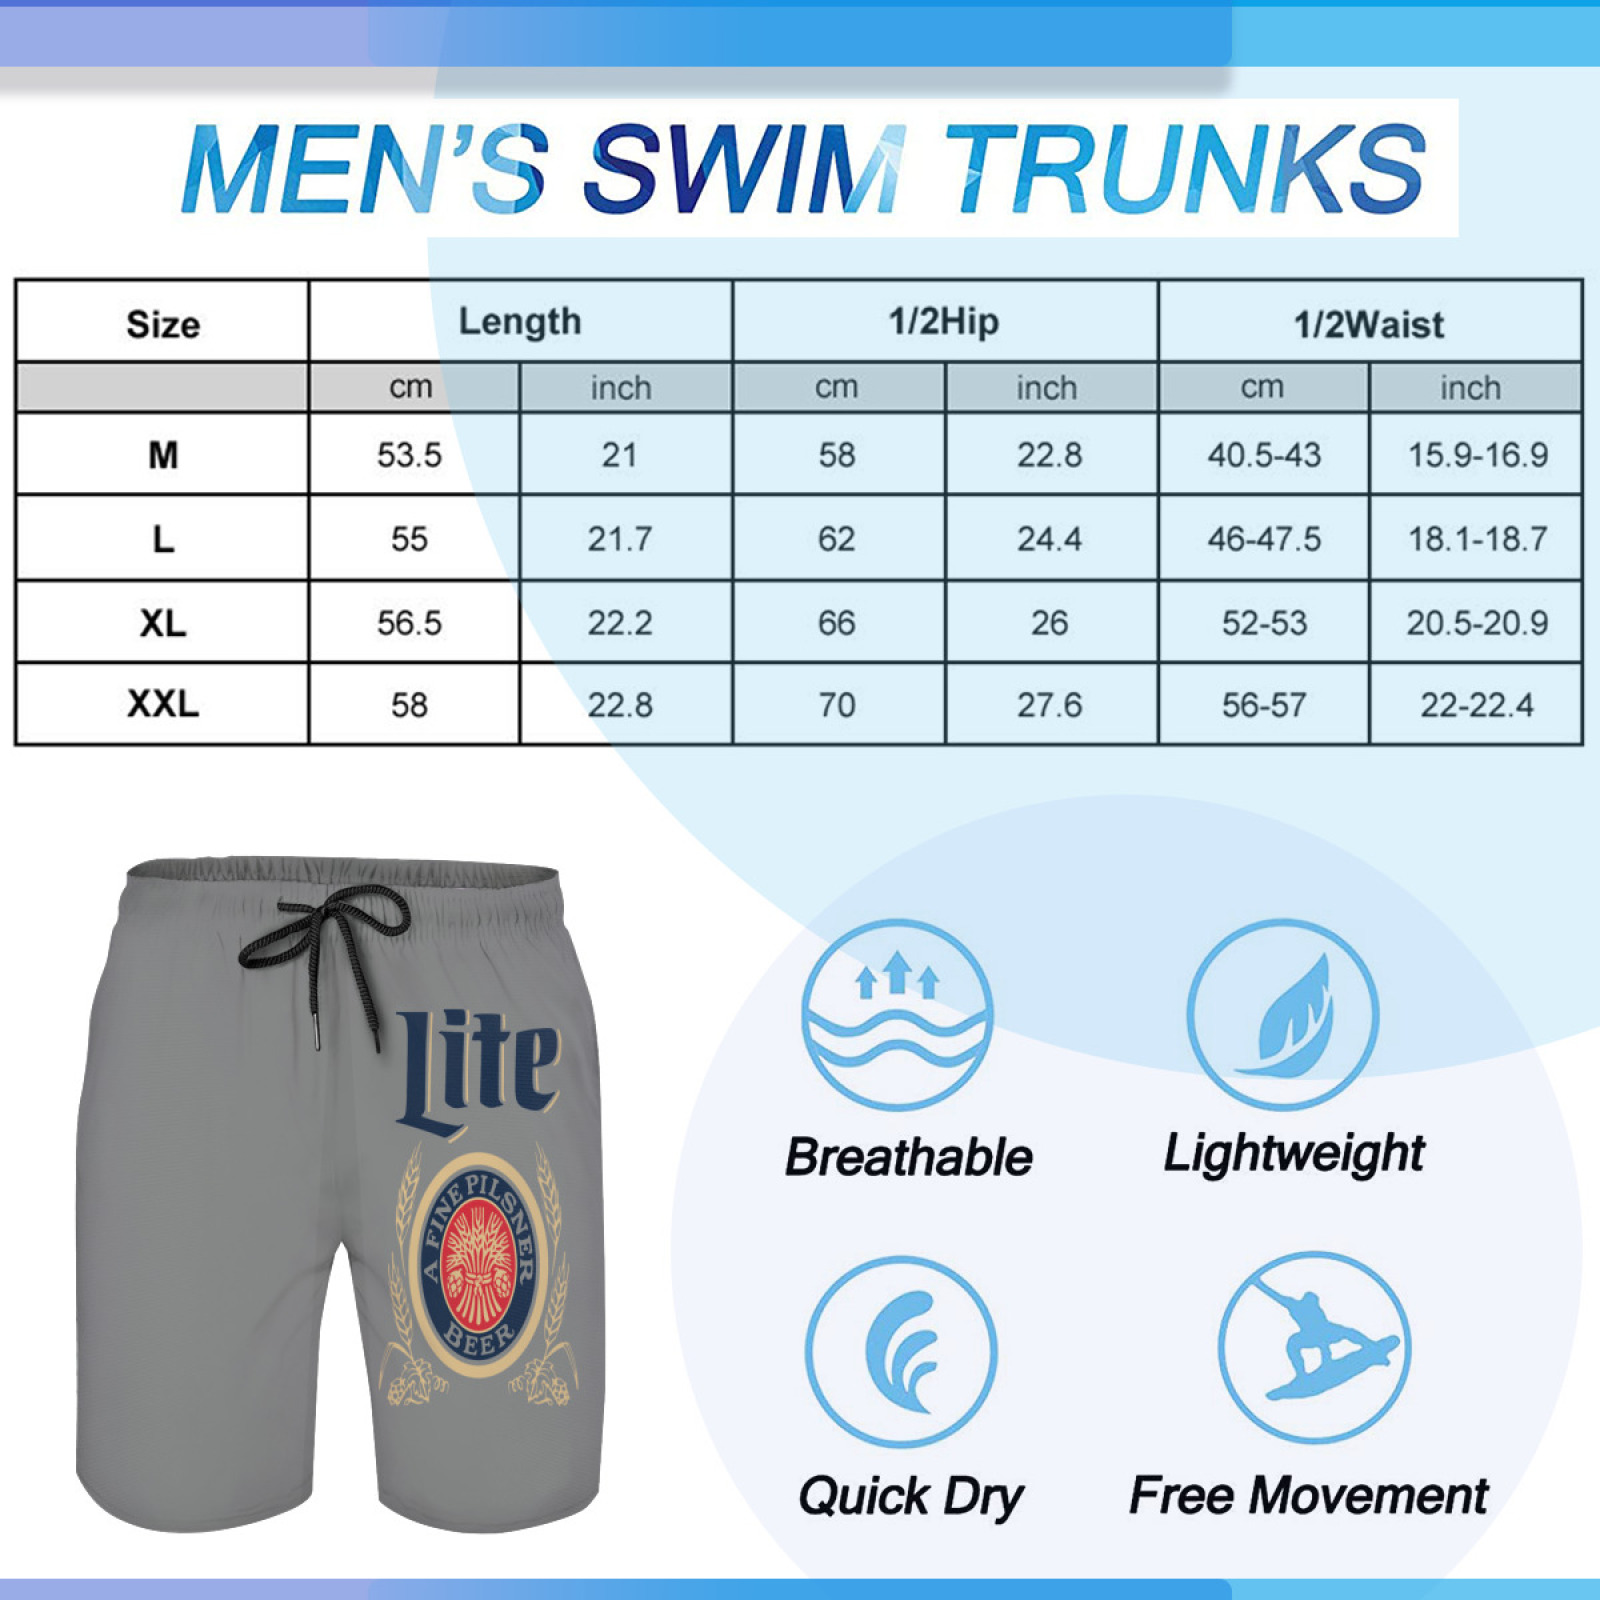 MEN'S SWIM TRUNKS
Size Length 1/2Hip 1/2Waist
cm inch cm inch cm inch
M 53.5 21 58 22.8 40.5-43 15.9-16.9
L 55 21.7 62 24.4 46-47.5 18.1-18.7
XL 56.5 22.2 66 26 52-53 20.5-20.9
XXL 58 22.8 70 27.6 56-57 22-22.4
Lite
A FINE PILSNER
BEER
Breathable
Lightweight
Quick Dry
Free Movement